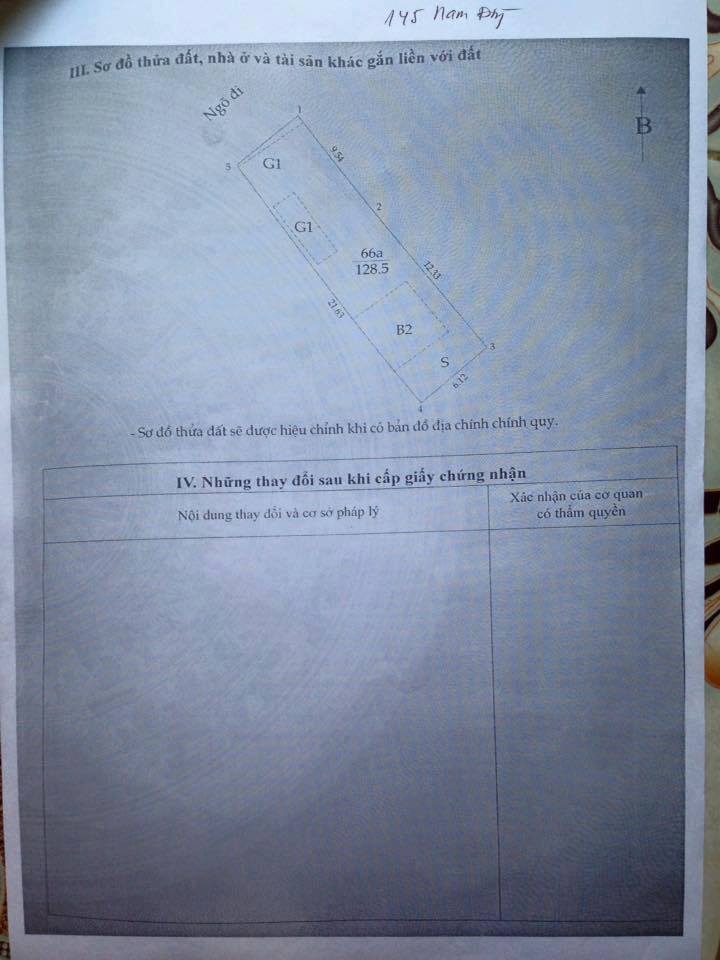 145 Nam
III. Sơ đồ thửa đất, nhà ở và tài sản khác gắn liền với đất
Ngõ đi
B
1
5
G1
9.54
2
G1
66a
128.5
12.33
21.63
B2
3
S
6.12
4
- Sơ đồ thửa đất sẽ được hiệu chỉnh khi có bản đồ địa chính chính quy.
IV. Những thay đổi sau khi cấp giấy chứng nhận
Nội dung thay đổi và cơ sở pháp lý
Xác nhận của cơ quan
có thẩm quyền